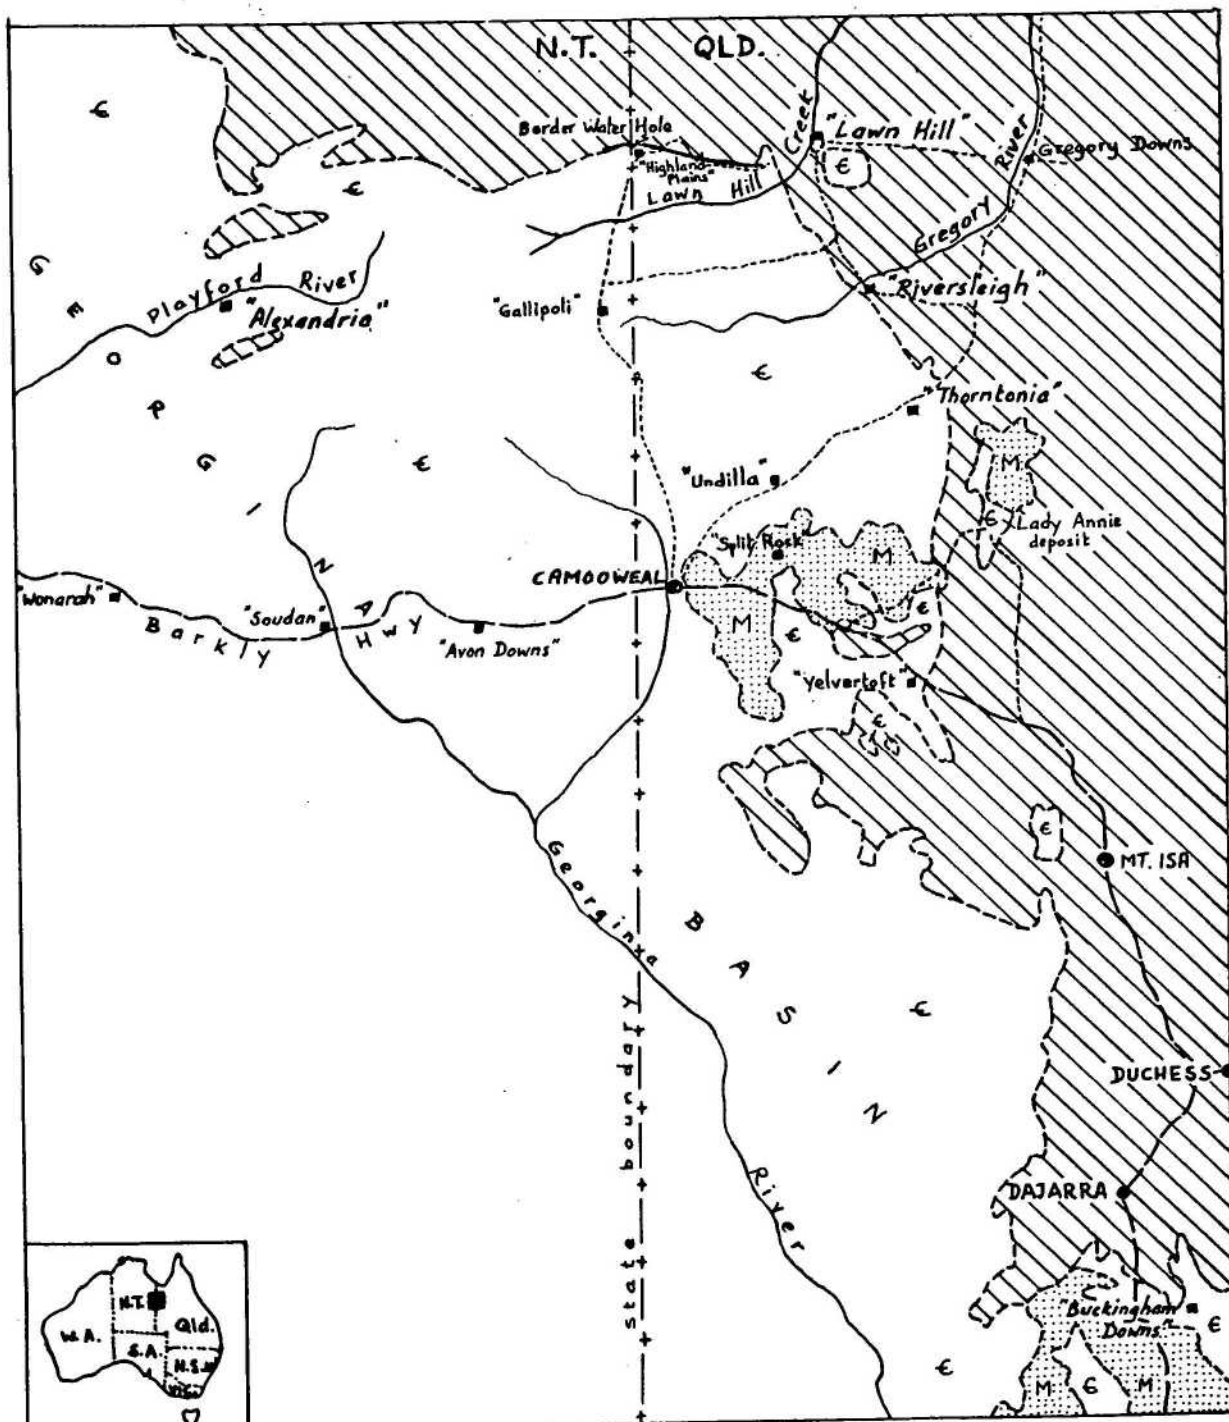 N.T. QLD.
Є
Border Water Hole
"Highland
Plains"
Lawn Hill Creek
"Lawn Hill"
Є
Gregory River
Gregory Downs
Є
GEORGINA
Playford River
"Alexandria"
"Gallipoli"
"Riversleigh"
Є
"Thorntonia"
Є
"Undilla"
M
Є
Lady Annie
deposit
"Split Rock"
M
CAMOOWEAL
"Wonarah"
Barkly Hwy
"Soudan"
"Avon Downs"
M
Є
Є
"Yelvertoft"
Є
Є
MT. ISA
Georgina River
BASIN
Є
state boundary
DUCHESS
DAJARRA
"Buckingham
Downs"
Є
Є
M
Є
M
W.A.
N.T.
Qld.
S.A.
N.S.W